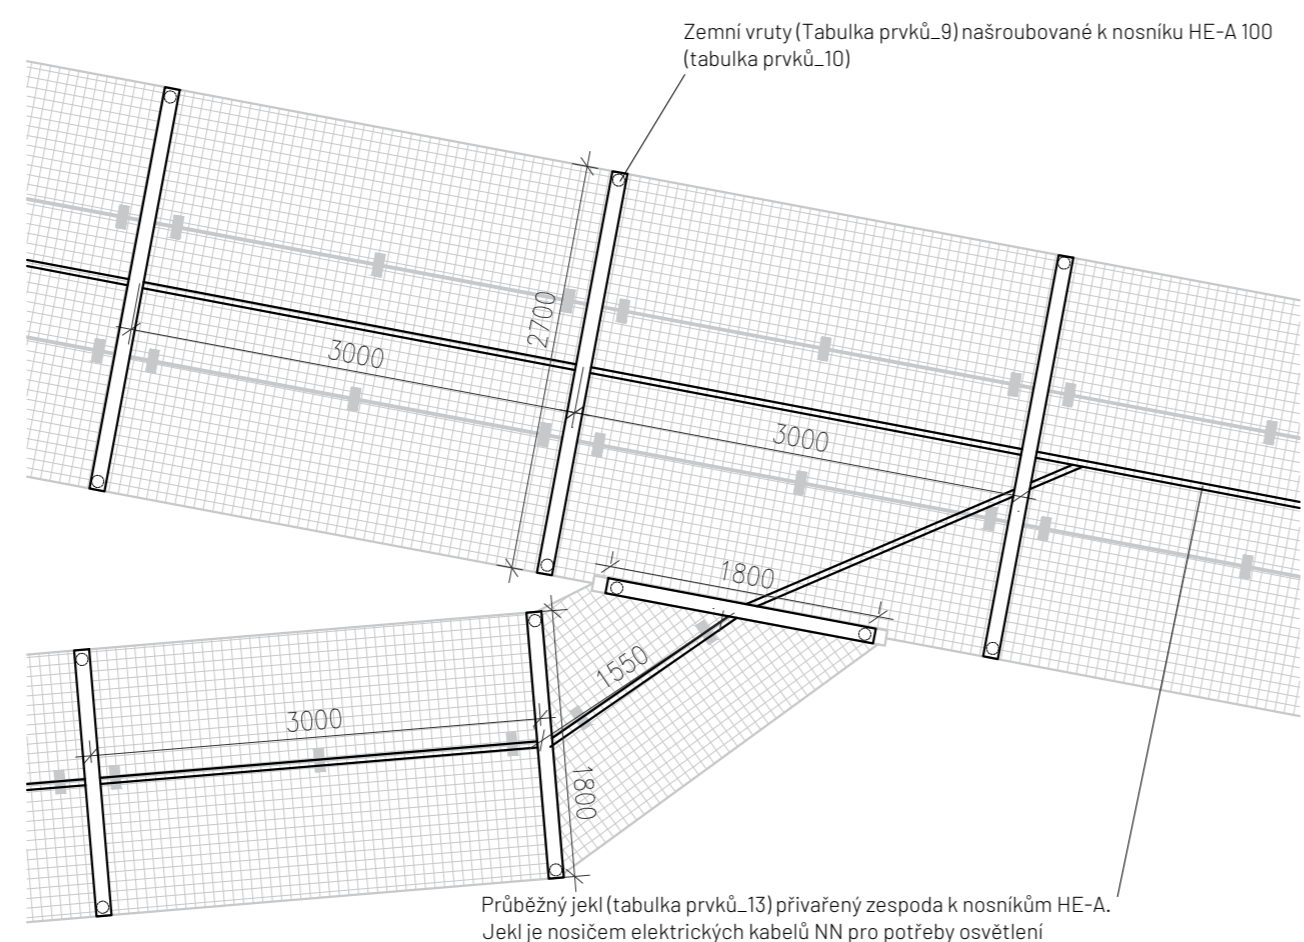 Zemní vruty (Tabulka prvků_9) našroubované k nosníku HE-A 100
(tabulka prvků_10)
2700
3000
3000
1800
1550
3000
1800
Průběžný jekl (tabulka prvků_13) přivařený zespoda k nosníkům HE-A.
Jekl je nosičem elektrických kabelů NN pro potřeby osvětlení